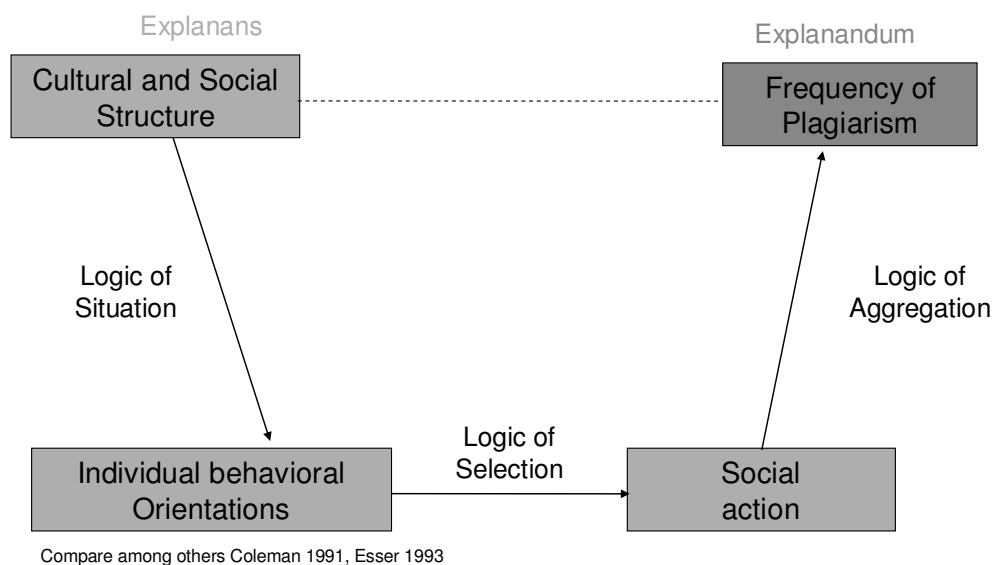 Explanans
Explanandum
Cultural and Social
Structure
Frequency of
Plagiarism
Logic of
Situation
Logic of
Aggregation
Logic of
Selection
Individual behavioral
Orientations
Social
action
Compare among others Coleman 1991, Esser 1993